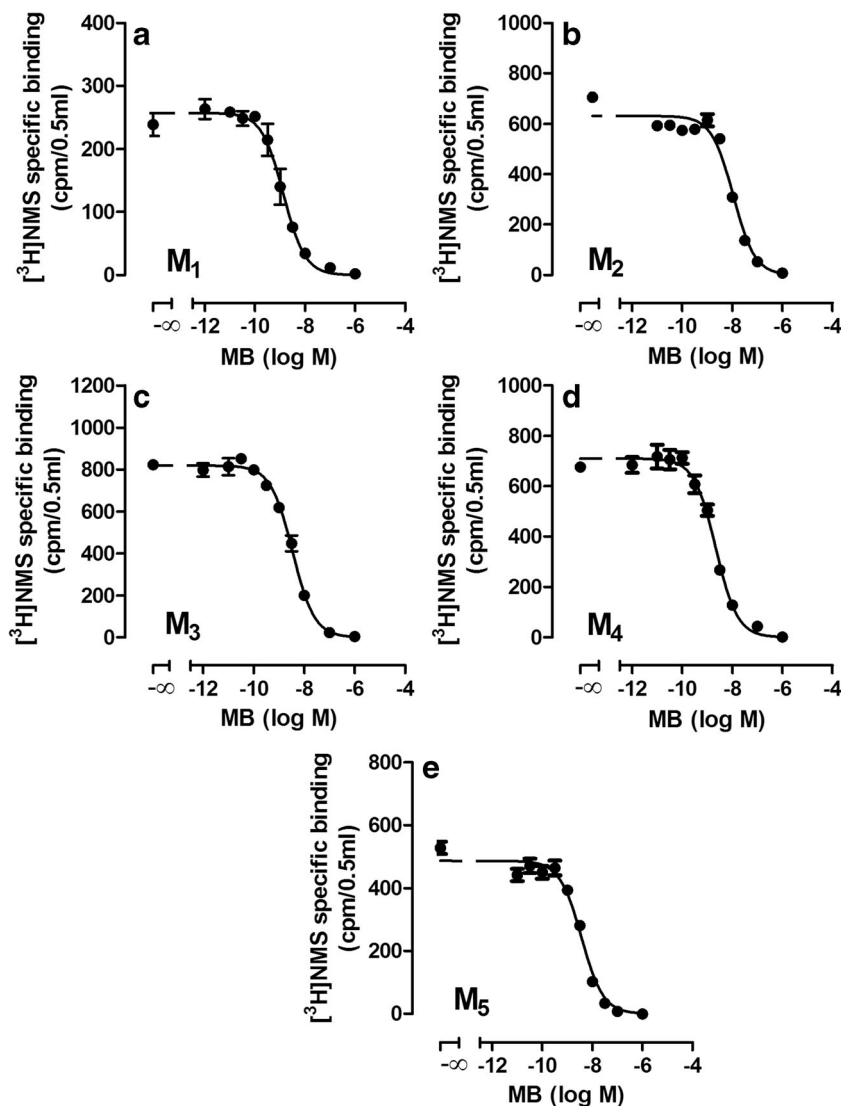 a
[³H]NMS specific binding
(cpm/0.5ml)
400
300
200
100
0
M₁
-∞
-12
-10
-8
-6
-4
MB (log M)
b
[³H]NMS specific binding
(cpm/0.5ml)
1000
800
600
400
200
0
M₂
-∞
-12
-10
-8
-6
-4
MB (log M)
c
[³H]NMS specific binding
(cpm/0.5ml)
1200
1000
800
600
400
200
0
M₃
-∞
-12
-10
-8
-6
-4
MB (log M)
d
[³H]NMS specific binding
(cpm/0.5ml)
1000
800
600
400
200
0
M₄
-∞
-12
-10
-8
-6
-4
MB (log M)
e
[³H]NMS specific binding
(cpm/0.5ml)
800
600
400
200
0
M₅
-∞
-12
-10
-8
-6
-4
MB (log M)